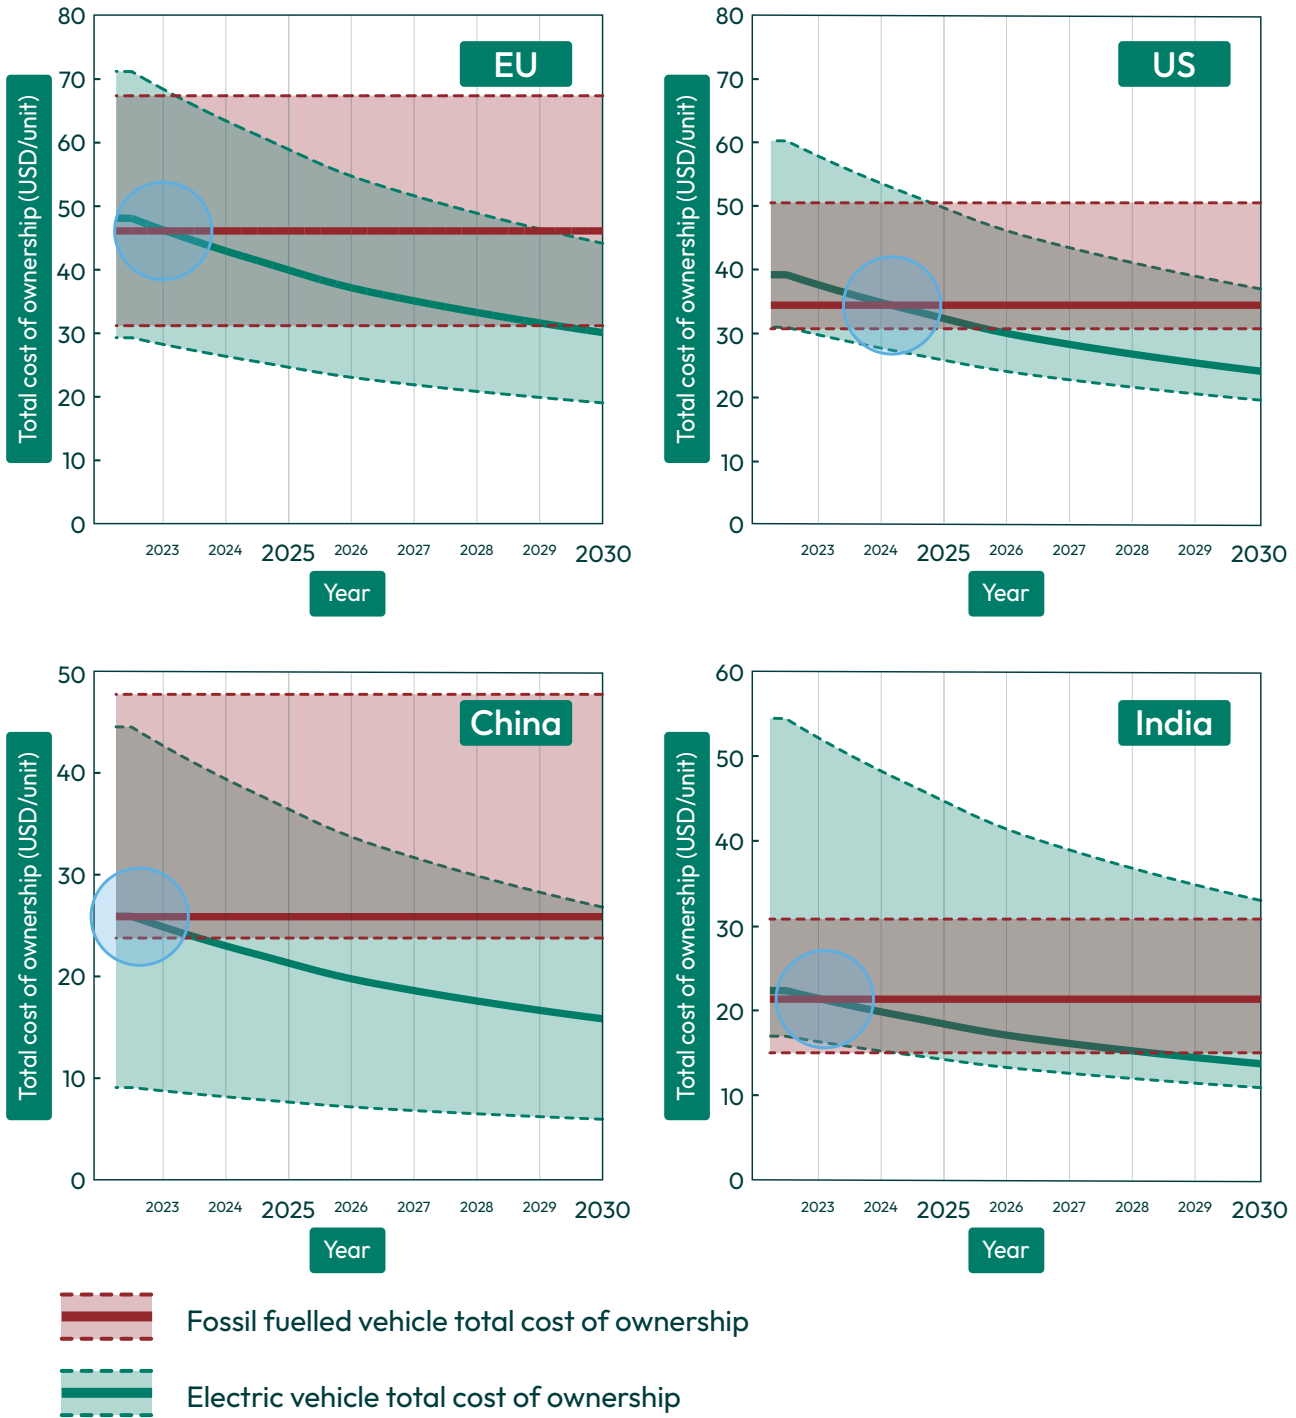 EU
Total cost of ownership (USD/unit)
80
70
60
50
40
30
20
10
0
2023 2024 2025 2026 2027 2028 2029 2030
Year
US
Total cost of ownership (USD/unit)
80
70
60
50
40
30
20
10
0
2023 2024 2025 2026 2027 2028 2029 2030
Year
China
Total cost of ownership (USD/unit)
50
40
30
20
10
0
2023 2024 2025 2026 2027 2028 2029 2030
Year
India
Total cost of ownership (USD/unit)
60
50
40
30
20
10
0
2023 2024 2025 2026 2027 2028 2029 2030
Year
Fossil fuelled vehicle total cost of ownership
Electric vehicle total cost of ownership